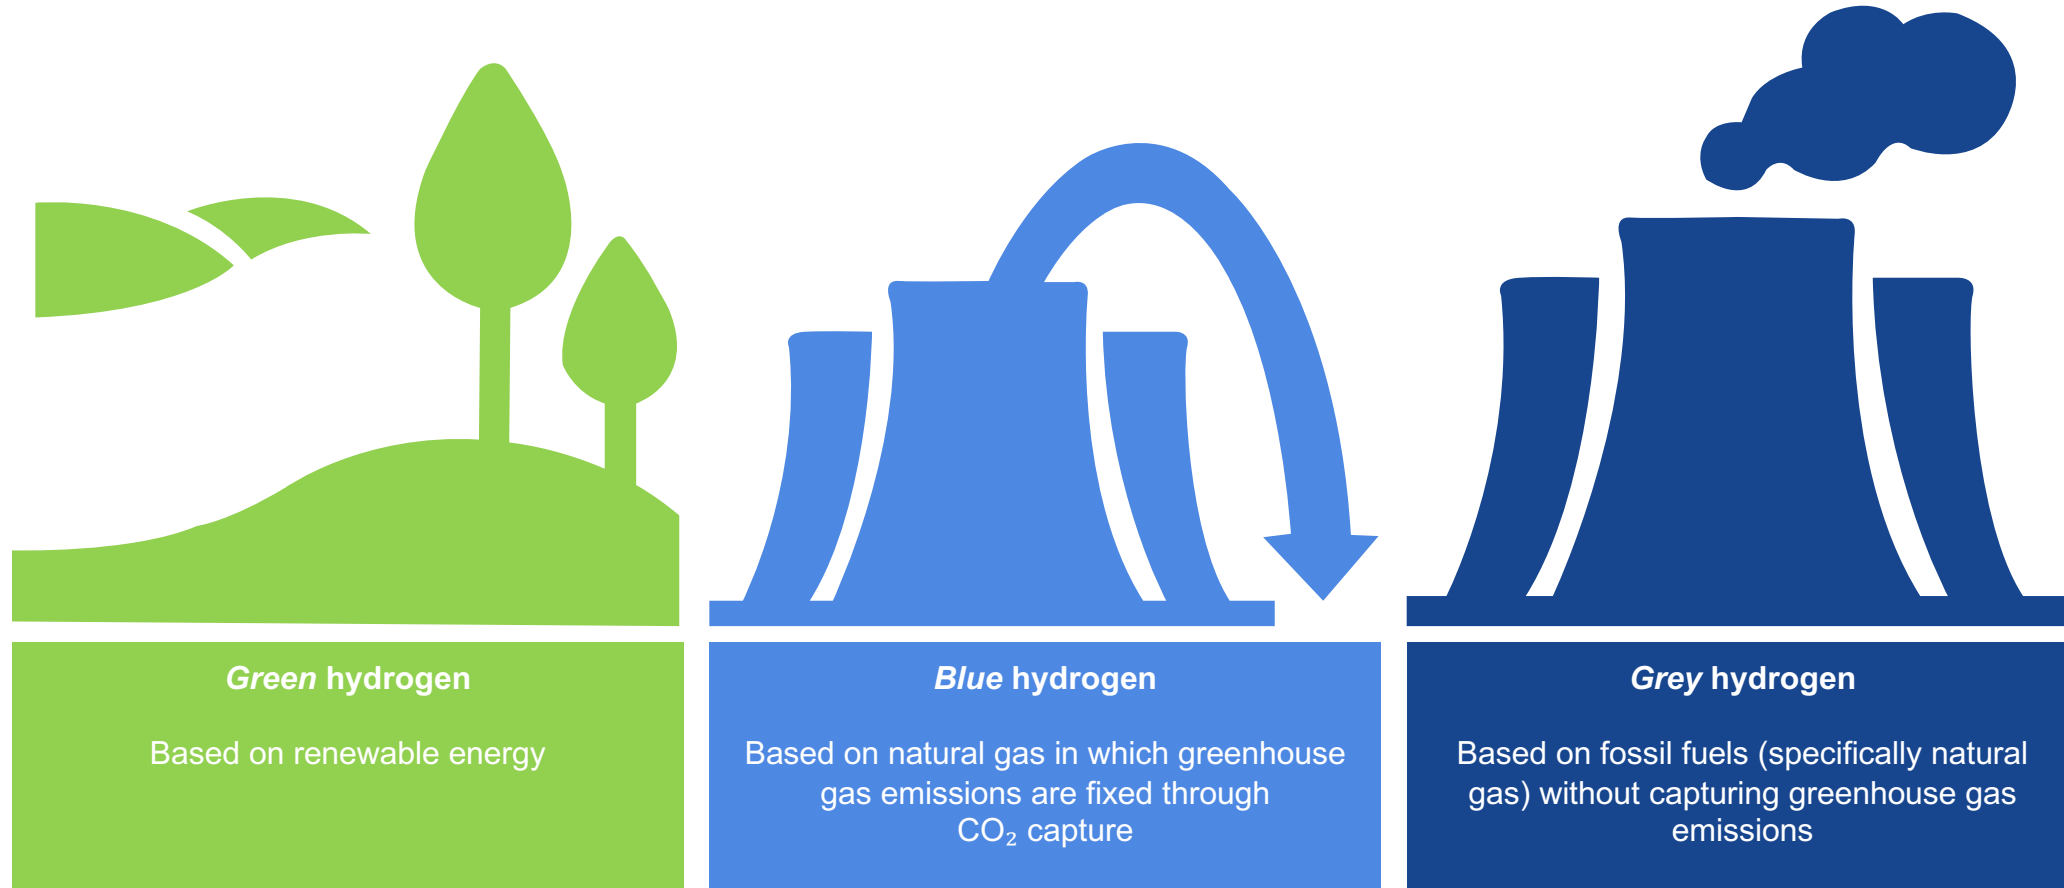 Green hydrogen
Based on renewable energy
Blue hydrogen
Based on natural gas in which greenhouse
gas emissions are fixed through
CO₂ capture
Grey hydrogen
Based on fossil fuels (specifically natural
gas) without capturing greenhouse gas
emissions